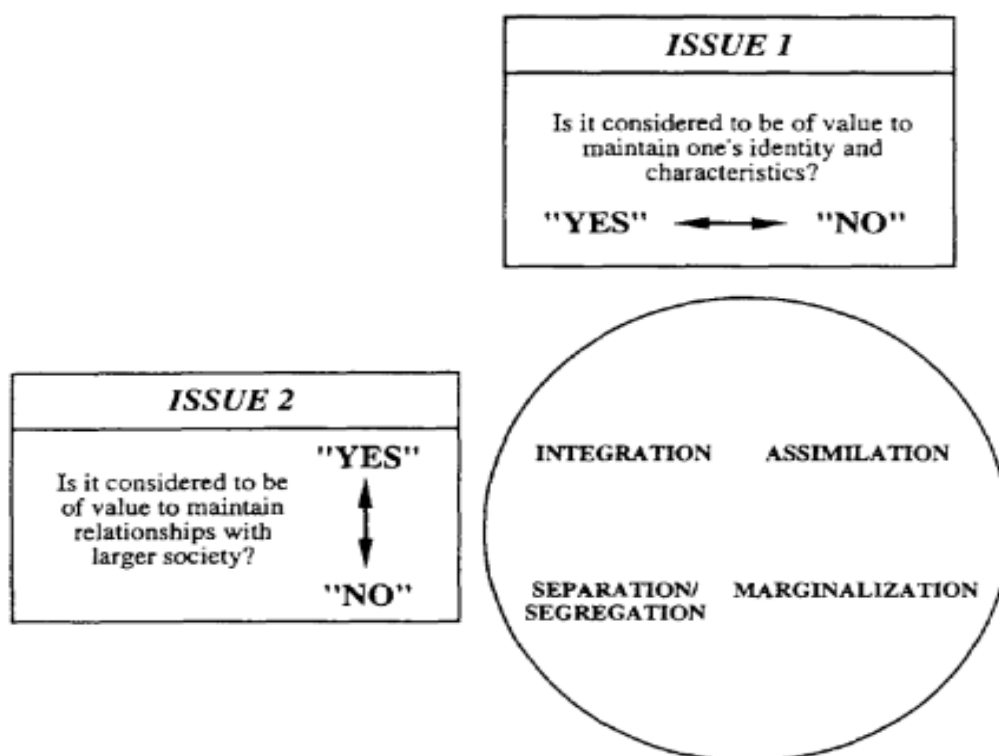 ISSUE 1
Is it considered to be of value to
maintain one's identity and
characteristics?
"YES" "NO"
ISSUE 2
"YES"
Is it considered to be
of value to maintain
relationships with
larger society?
"NO"
INTEGRATION ASSIMILATION
SEPARATION/ MARGINALIZATION
SEGREGATION